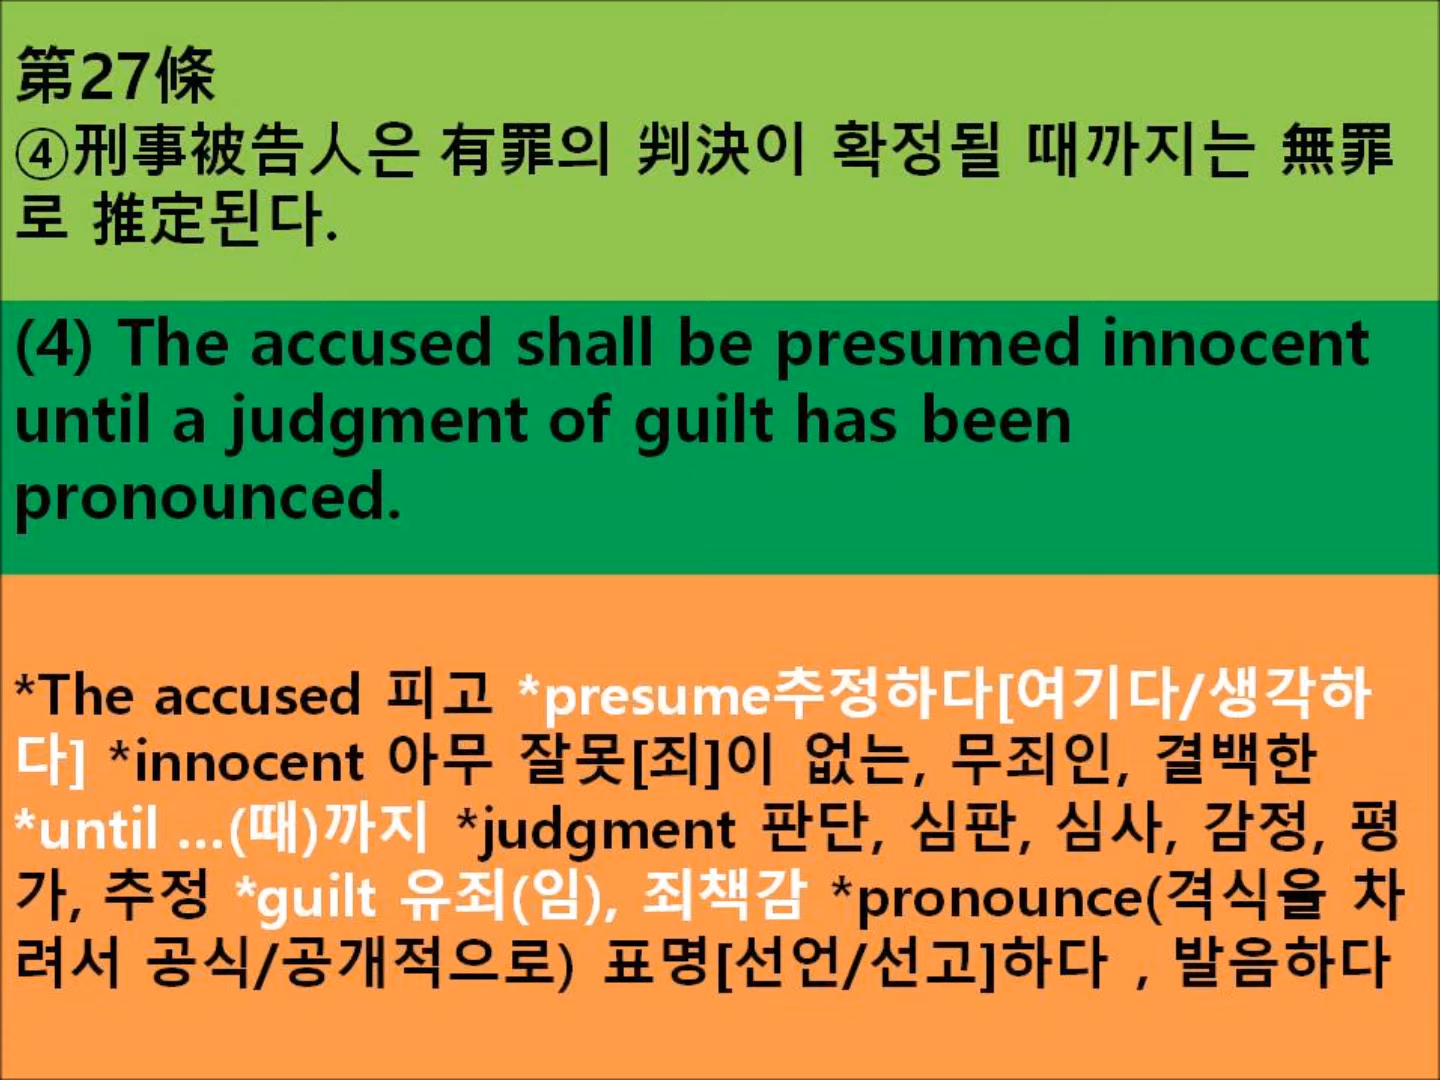 第27條
④刑事被告人은 有罪의 判決이 확정될 때까지는 無罪
로 推定된다.
(4) The accused shall be presumed innocent
until a judgment of guilt has been
pronounced.
*The accused 피고 *presume추정하다[여기다/생각하
다] *innocent 아무 잘못[죄]이 없는, 무죄인, 결백한
*until ...(때)까지 *judgment 판단, 심판, 심사, 감정, 평
가, 추정 *guilt 유죄(임), 죄책감 *pronounce(격식을 차
려서 공식/공개적으로) 표명[선언/선고]하다 , 발음하다